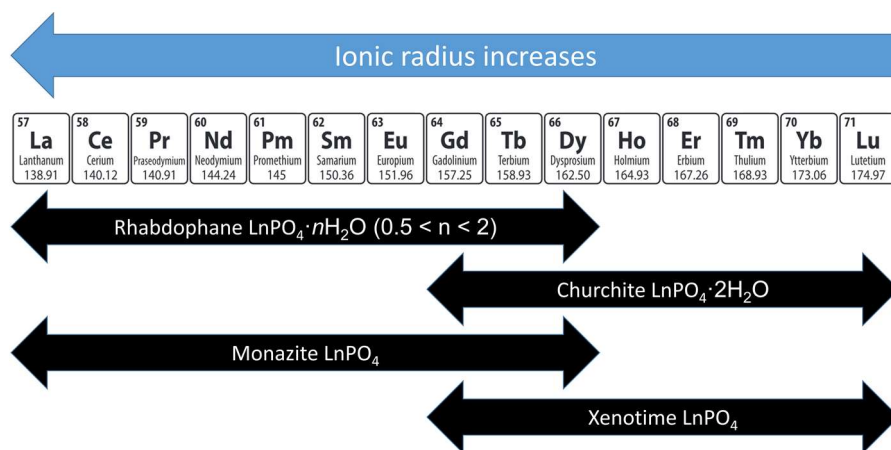 Ionic radius increases
57 58 59 60 61 62 63 64 65 66 67 68 69 70 71
La Ce Pr Nd Pm Sm Eu Gd Tb Dy Ho Er Tm Yb Lu
Lanthanum Cerium Praseodymium Neodymium Promethium Samarium Europium Gadolinium Terbium Dysprosium Holmium Erbium Thulium Ytterbium Lutetium
138.91 140.12 140.91 144.24 145 150.36 151.96 157.25 158.93 162.50 164.93 167.26 168.93 173.06 174.97
Rhabdophane LnPO₄·nH₂O (0.5 < n < 2)
Churchite LnPO₄·2H₂O
Monazite LnPO₄
Xenotime LnPO₄